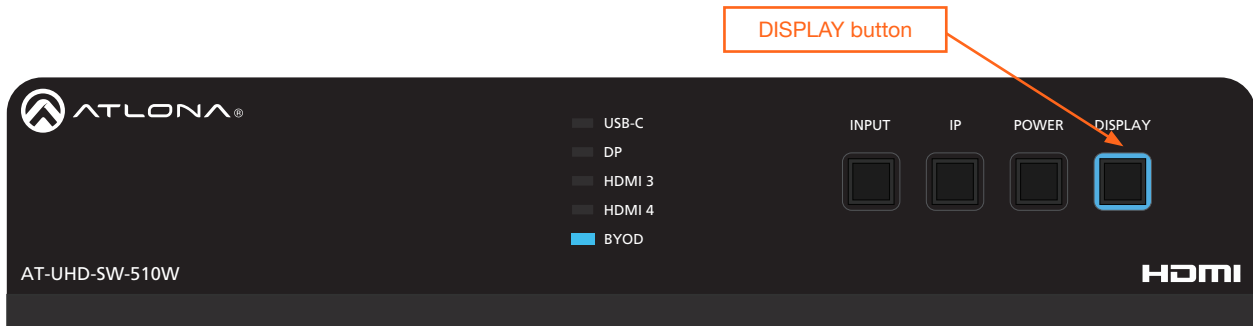 DISPLAY button
ATLONA®
USB-C
DP
HDMI 3
HDMI 4
BYOD
INPUT
IP
POWER
DISPLAY
AT-UHD-SW-510W
HDMI